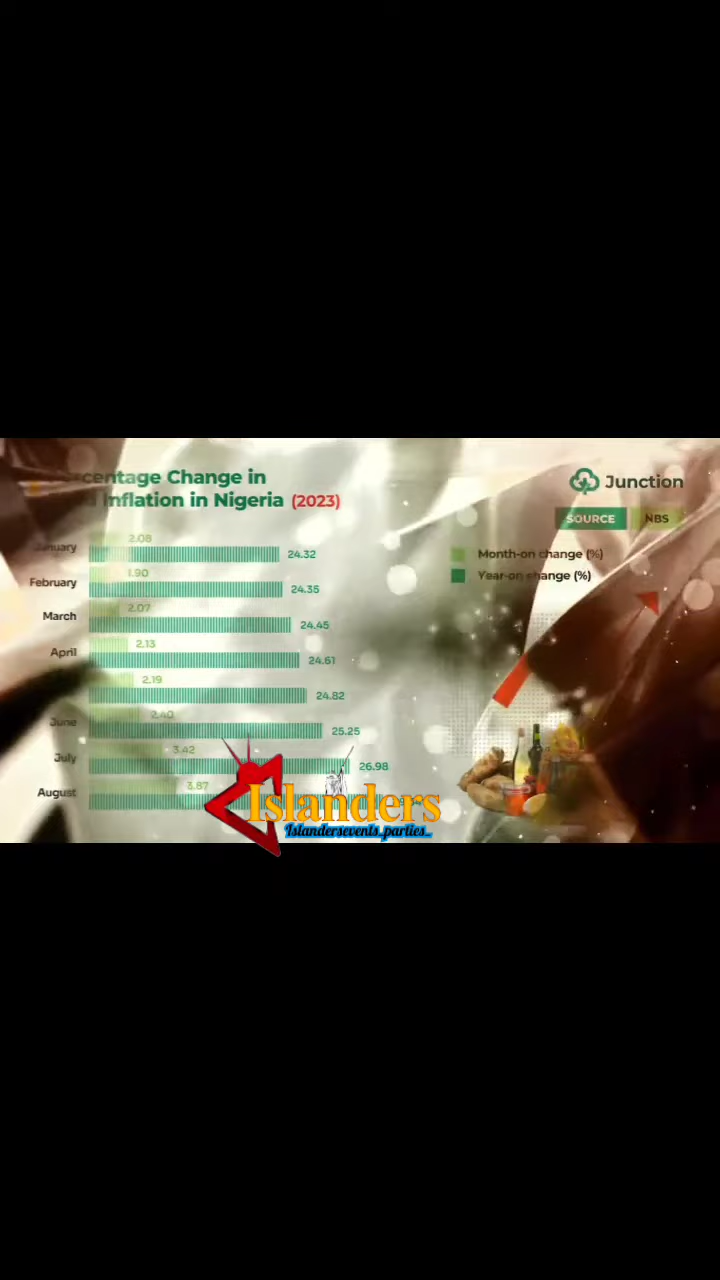 centage Change in
Inflation in Nigeria (2023)
Junction
SOURCE NBS
Month-on change (%)
Year-on change (%)
January 2.08
24.32
February 1.90
24.35
March 2.07
24.45
April 2.13
24.61
2.19
24.82
June 2.40
25.25
July 3.42
26.98
August 3.87
Islanders
Islandersevents_parties_